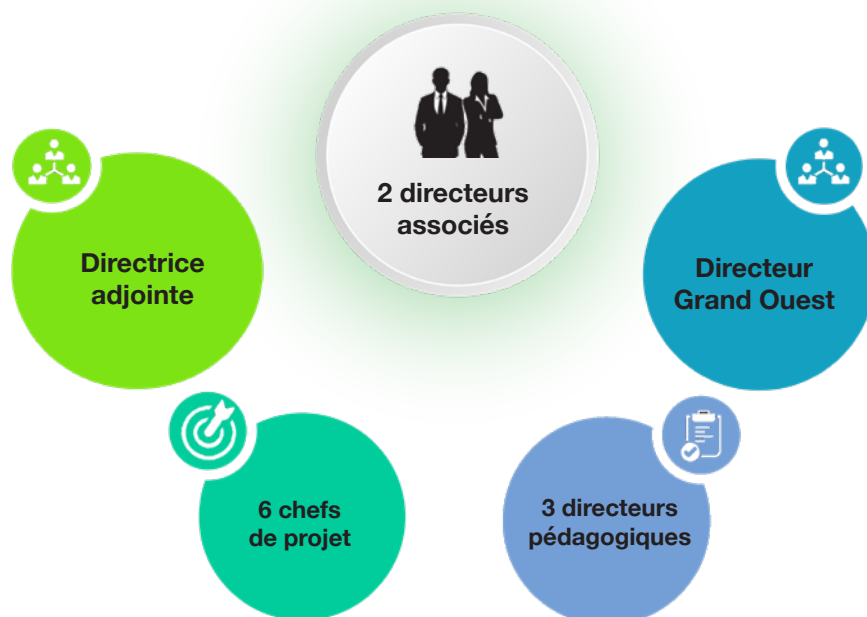 2 directeurs
associés
Directrice
adjointe
Directeur
Grand Ouest
6 chefs
de projet
3 directeurs
pédagogiques